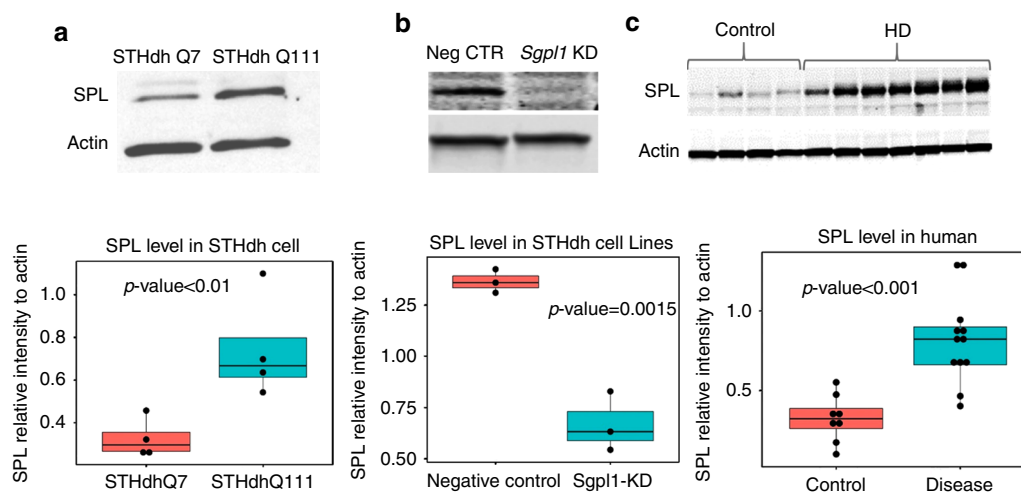 a
STHdh Q7 STHdh Q111
SPL
Actin
b
Neg CTR Sgpl1 KD
c
Control HD
SPL
Actin
SPL level in STHdh cell
SPL relative intensity to actin
p-value<0.01
1.0
0.8
0.6
0.4
STHdhQ7 STHdhQ111
SPL level in STHdh cell Lines
SPL relative intensity to actin
p-value=0.0015
1.25
1.00
0.75
0.50
Negative control Sgpl1-KD
SPL level in human
SPL relative intensity to actin
p-value<0.001
1.0
0.5
Control Disease